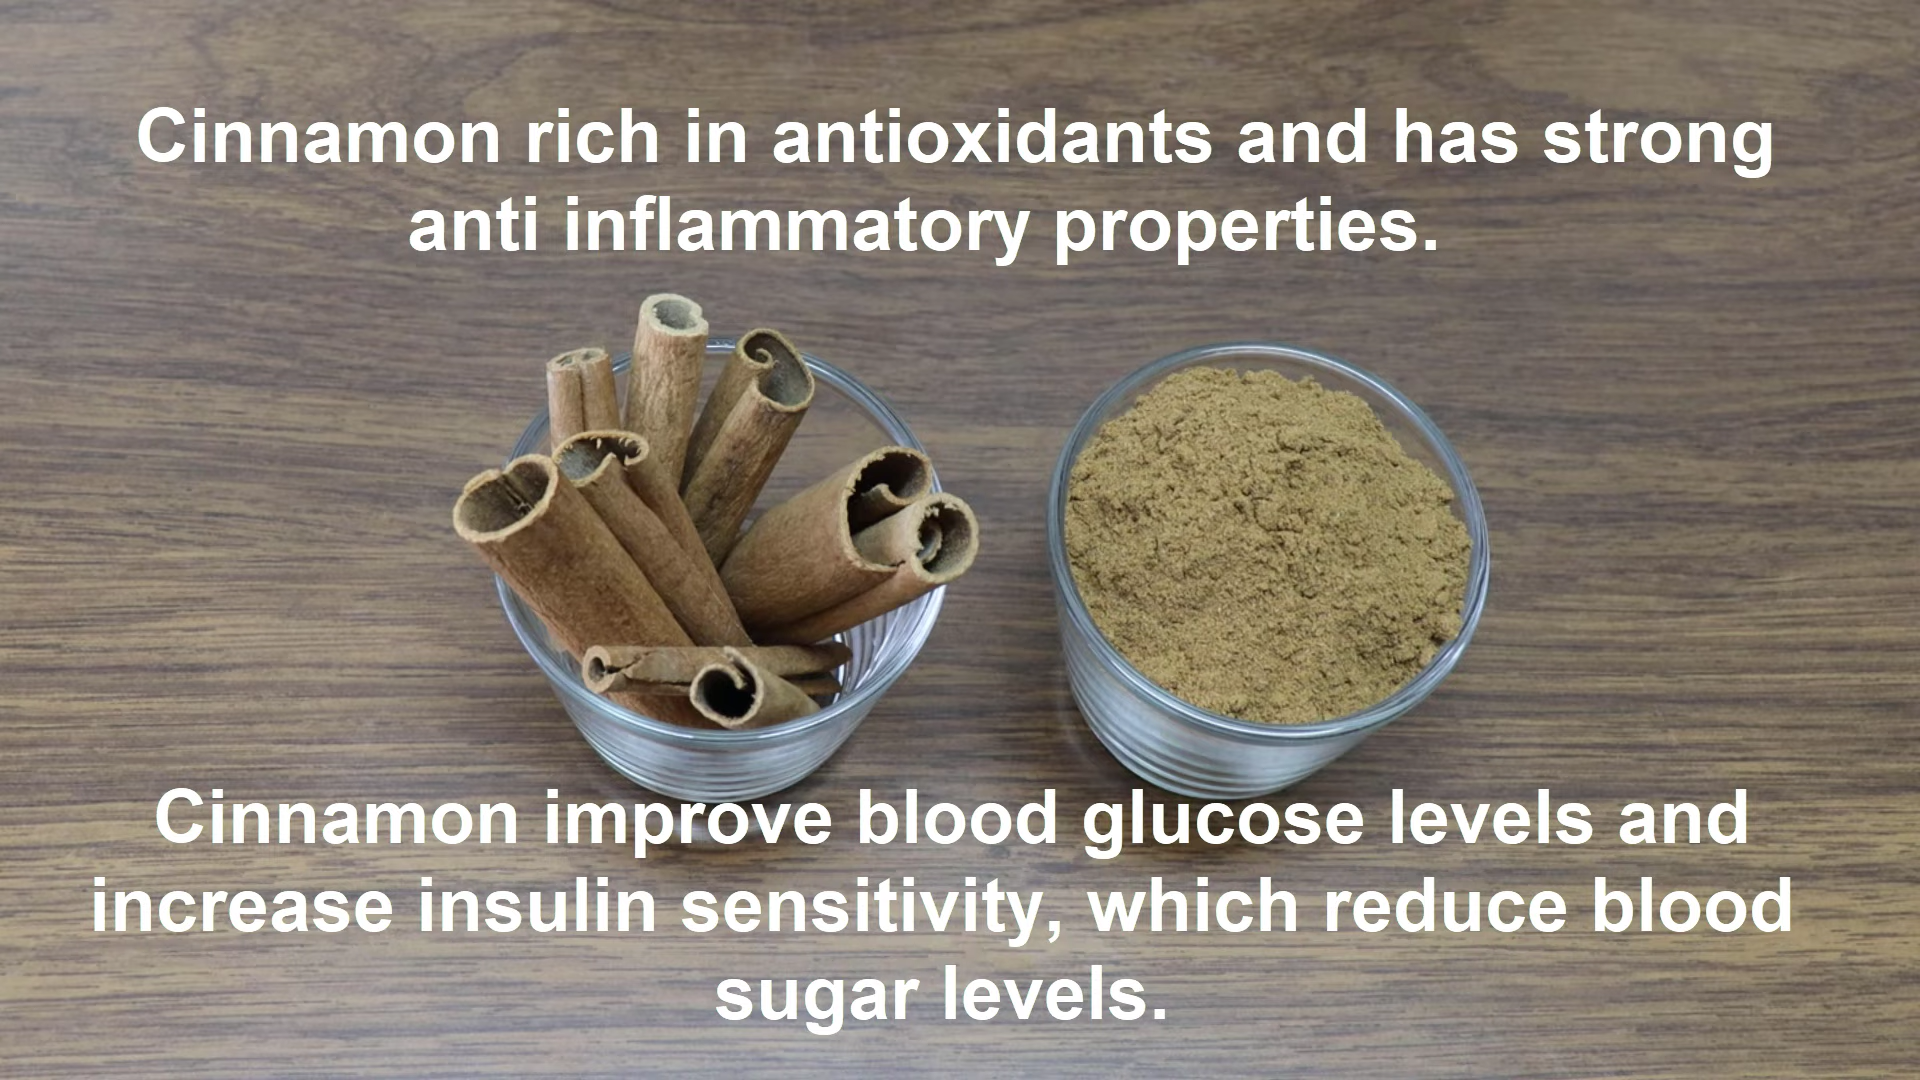 Cinnamon rich in antioxidants and has strong
anti inflammatory properties.
Cinnamon improve blood glucose levels and
increase insulin sensitivity, which reduce blood
sugar levels.